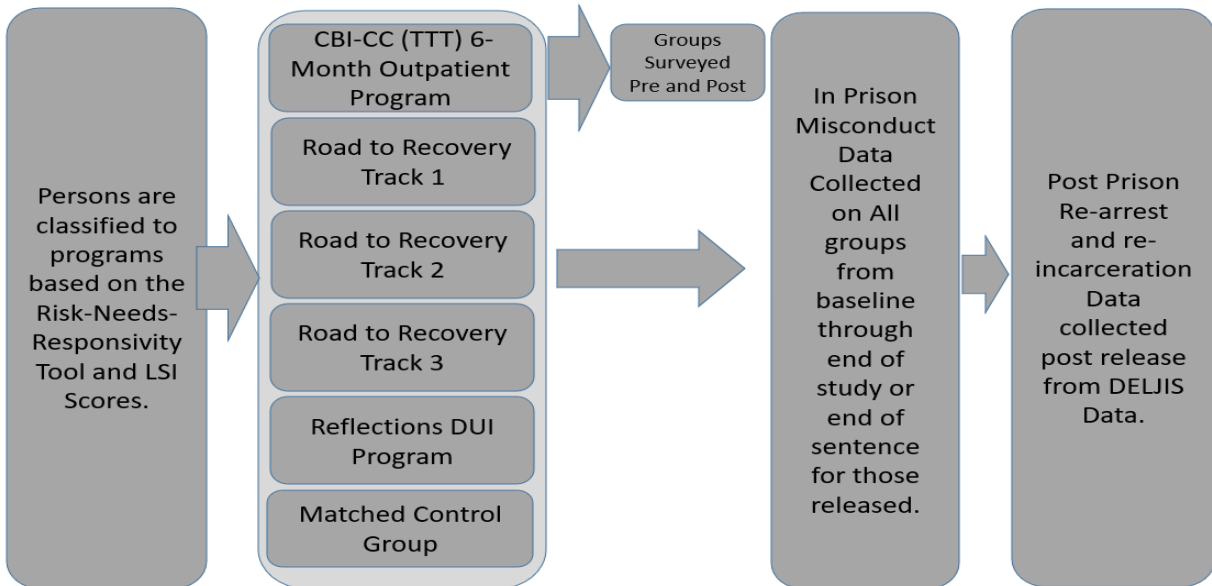 Persons are
classified to
programs
based on the
Risk-Needs-
Responsivity
Tool and LSI
Scores.
CBI-CC (TTT) 6-
Month Outpatient
Program
Road to Recovery
Track 1
Road to Recovery
Track 2
Road to Recovery
Track 3
Reflections DUI
Program
Matched Control
Group
Groups
Surveyed
Pre and Post
In Prison
Misconduct
Data
Collected
on All
groups
from
baseline
through
end of
study or
end of
sentence
for those
released.
Post Prison
Re-arrest
and re-
incarceration
Data
collected
post release
from DELJIS
Data.